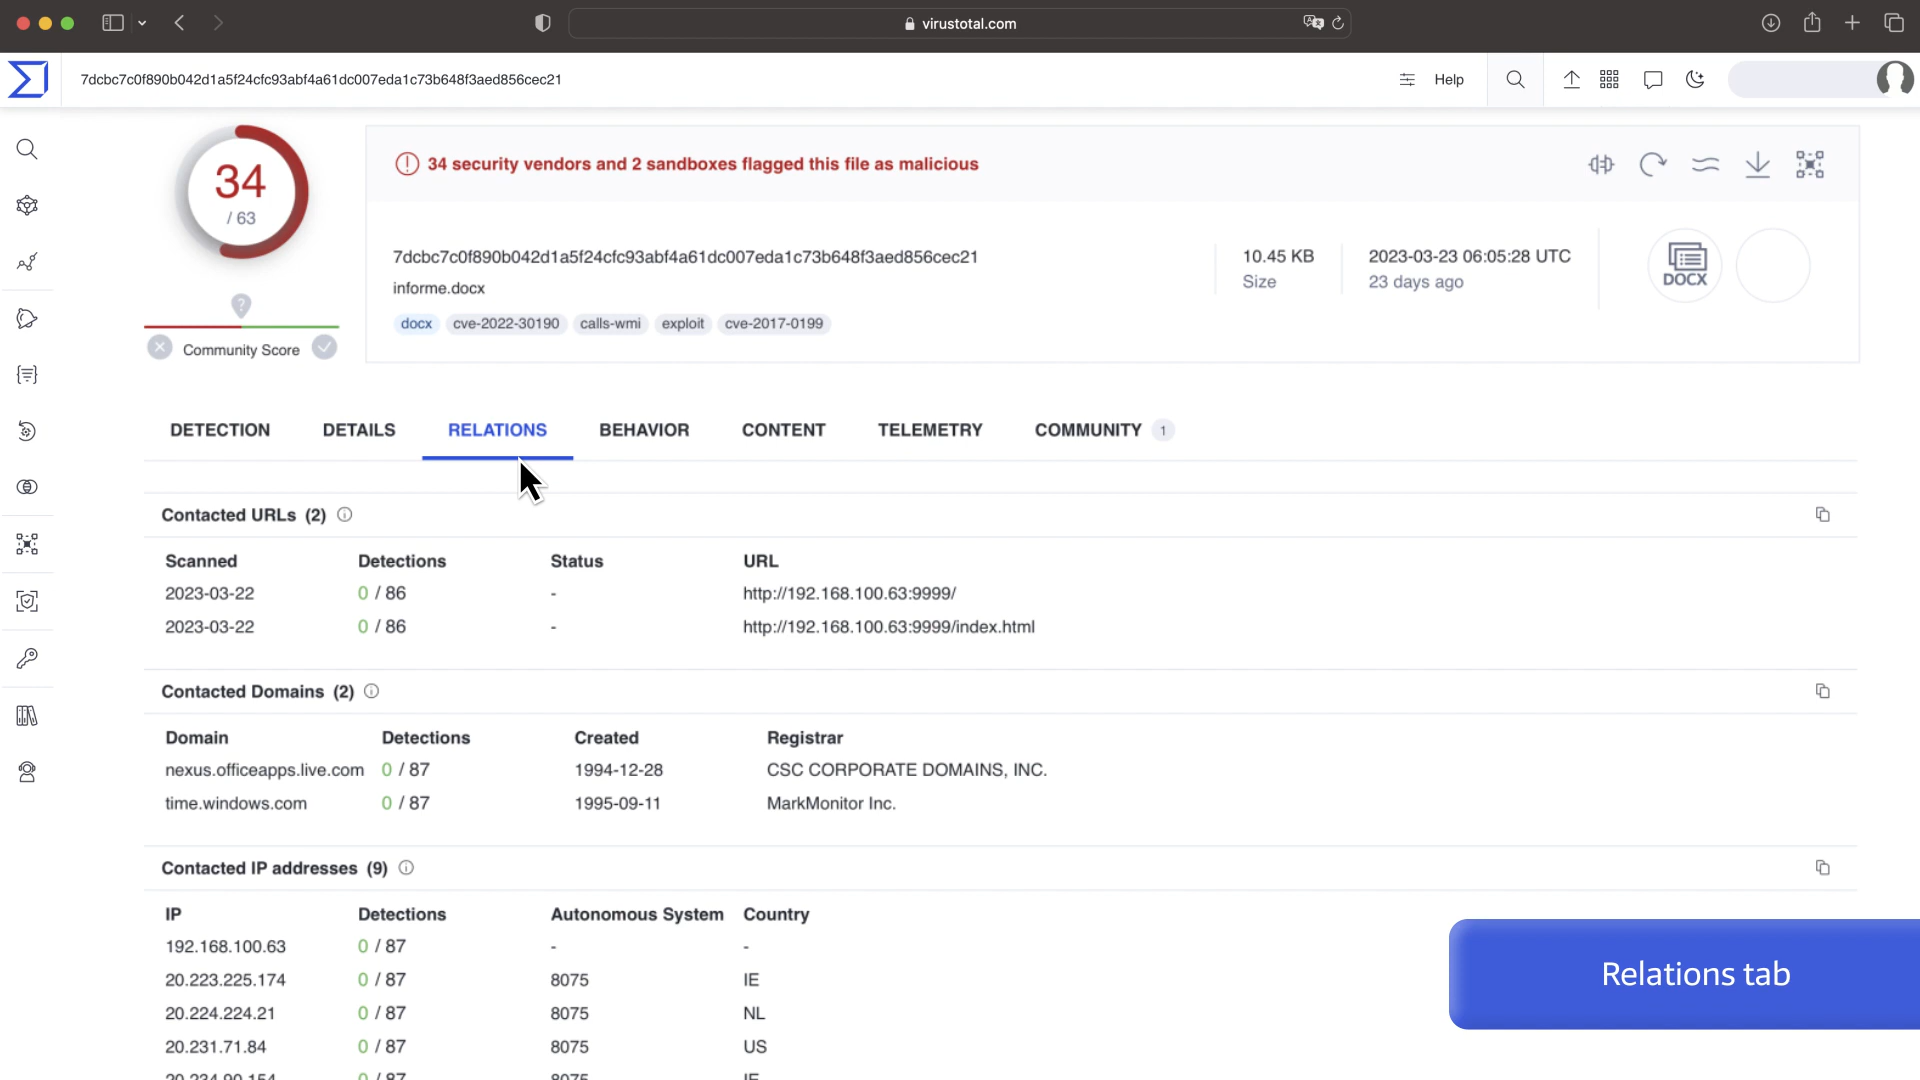 virustotal.com
7dcbc7c0f890b042d1a5f24cfc93abf4a61dc007eda1c73b648f3aed856cec21
Help
34
/ 63
Community Score
34 security vendors and 2 sandboxes flagged this file as malicious
7dcbc7c0f890b042d1a5f24cfc93abf4a61dc007eda1c73b648f3aed856cec21
informe.docx
docx cve-2022-30190 calls-wmi exploit cve-2017-0199
10.45 KB
Size
2023-03-23 06:05:28 UTC
23 days ago
DOCX
DETECTION DETAILS RELATIONS BEHAVIOR CONTENT TELEMETRY COMMUNITY 1
Contacted URLs (2)
Scanned Detections Status URL
2023-03-22 0 / 86 - http://192.168.100.63:9999/
2023-03-22 0 / 86 - http://192.168.100.63:9999/index.html
Contacted Domains (2)
Domain Detections Created Registrar
nexus.officeapps.live.com 0 / 87 1994-12-28 CSC CORPORATE DOMAINS, INC.
time.windows.com 0 / 87 1995-09-11 MarkMonitor Inc.
Contacted IP addresses (9)
IP Detections Autonomous System Country
192.168.100.63 0 / 87 - -
20.223.225.174 0 / 87 8075 IE
20.224.224.21 0 / 87 8075 NL
20.231.71.84 0 / 87 8075 US
20.234.90.154 0 / 87 8075 IE
Relations tab